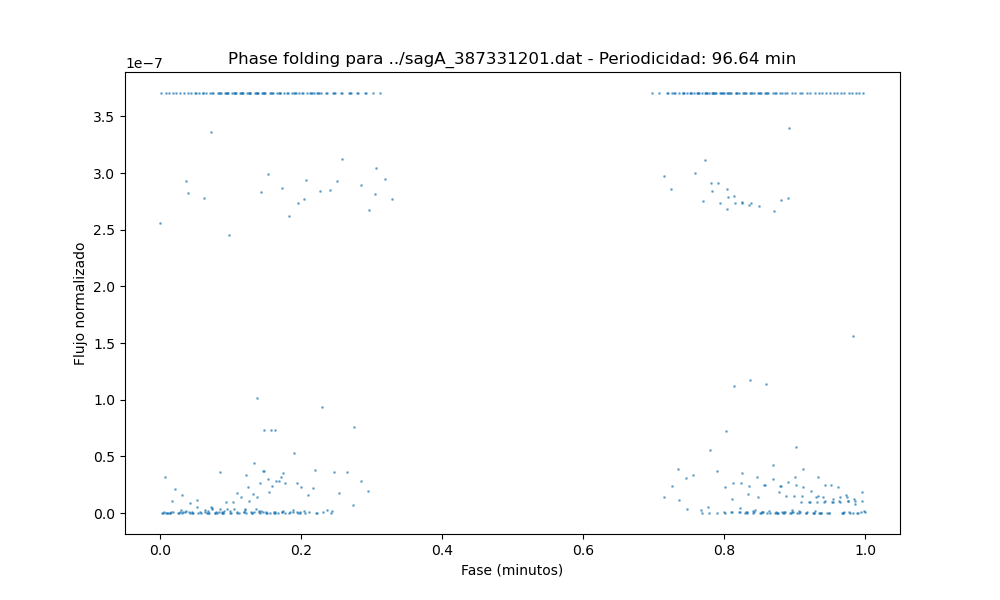 Phase folding para ../sagA_387331201.dat - Periodicidad: 96.64 min
1e−7
3.5
3.0
2.5
2.0
1.5
1.0
0.5
0.0
Flujo normalizado
0.0 0.2 0.4 0.6 0.8 1.0
Fase (minutos)